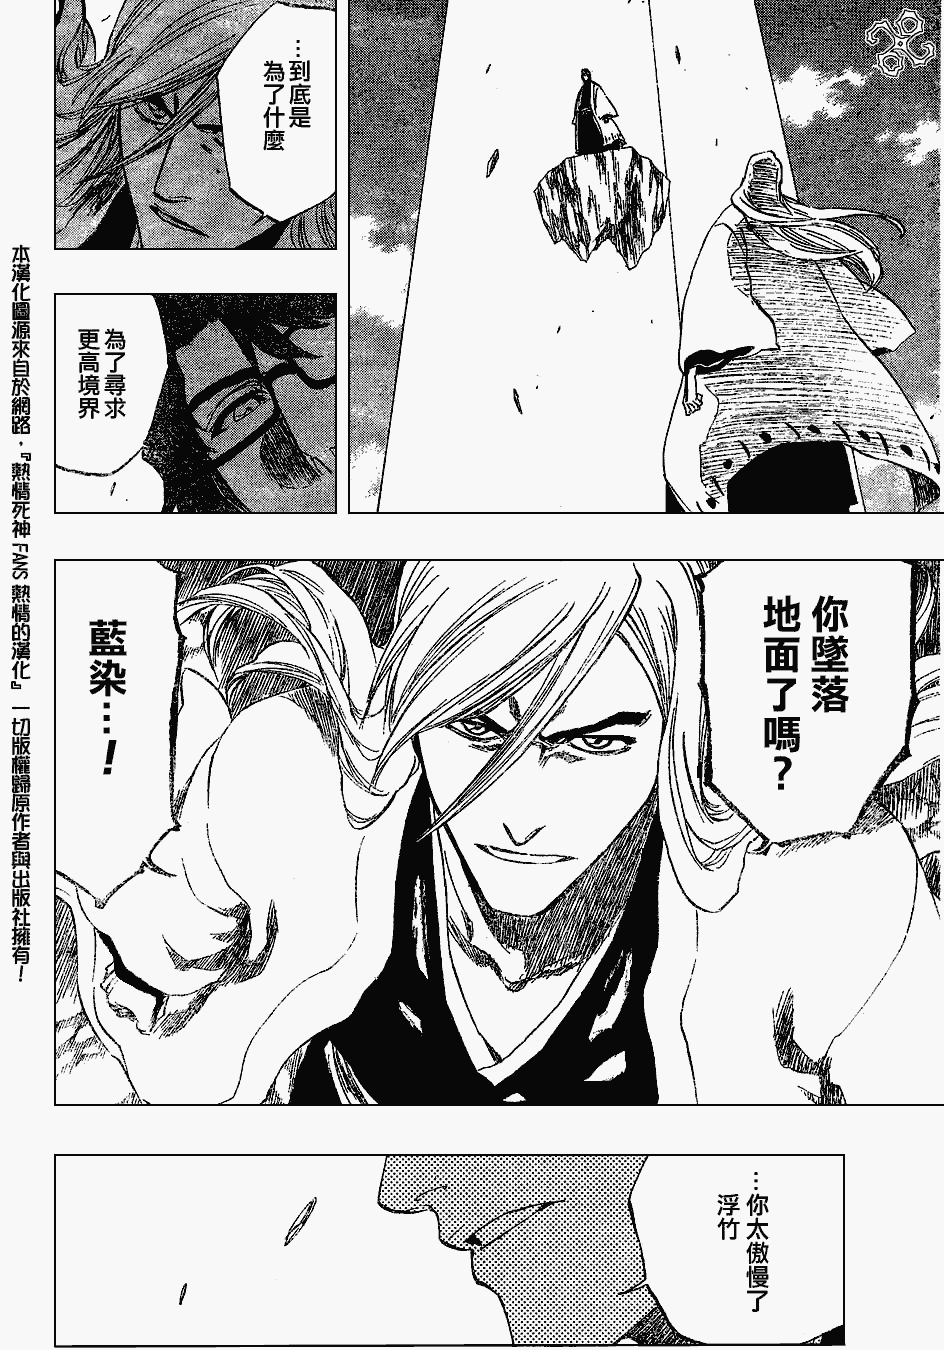 …到底是
為了什麼
為了尋求
更高境界
你墜落
地面了嗎?
藍染…!
…你太傲慢了
浮竹
本漢化圖源來自於網路，『熱情死神FANS熱情的漢化』一切版權歸原作者與出版社擁有！